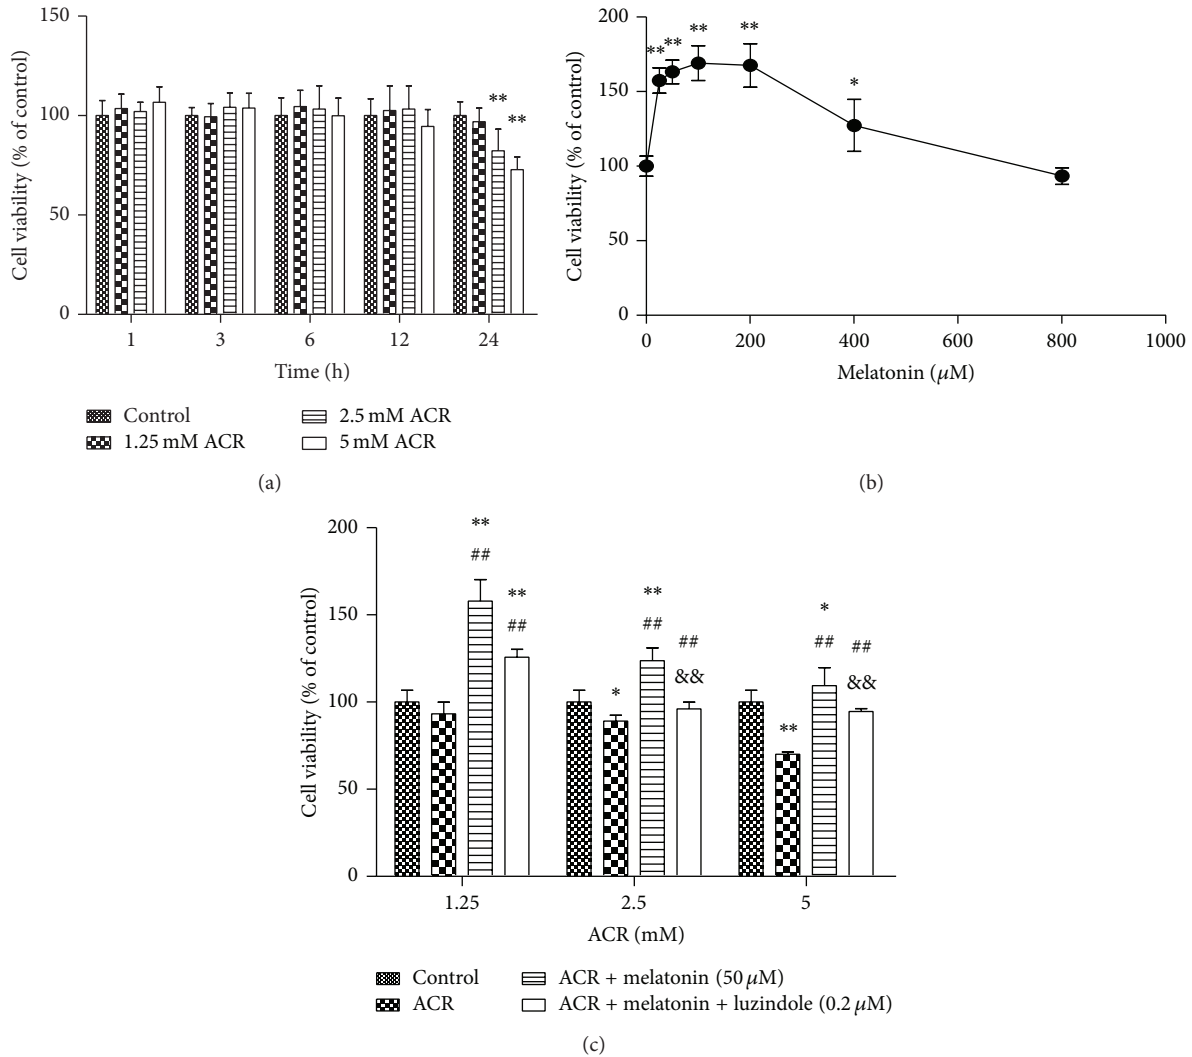 150
100
50
0
Cell viability (% of control)
**
**
1
3
6
12
24
Time (h)
Control
2.5 mM ACR
1.25 mM ACR
5 mM ACR
(a)
200
150
100
50
0
Cell viability (% of control)
**
**
**
**
*
0
200
400
600
800
1000
Melatonin (μM)
(b)
200
150
100
50
0
Cell viability (% of control)
**
##
**
##
*
**
##
##
&&
**
*
##
##
&&
1.25
2.5
5
ACR (mM)
Control
ACR + melatonin (50 μM)
ACR
ACR + melatonin + luzindole (0.2 μM)
(c)